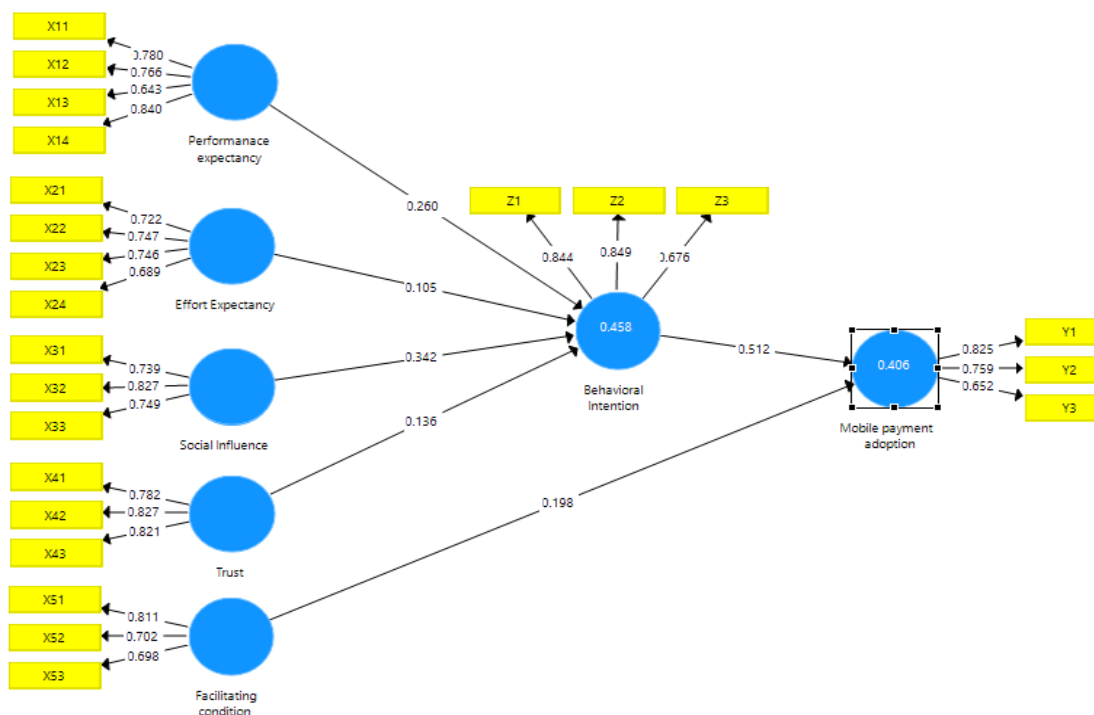 X11
X12
X13
X14
0.780
0.766
0.643
0.840
Performanace
expectancy
X21
X22
X23
X24
0.722
0.747
0.746
0.689
Effort Expectancy
X31
X32
X33
0.739
0.827
0.749
Social Influence
X41
X42
X43
0.782
0.827
0.821
Trust
X51
X52
X53
0.811
0.702
0.698
Facilitating
condition
0.260
0.105
0.342
0.136
0.198
Z1
Z2
Z3
0.844
0.849
0.676
0.458
Behavioral
Intention
0.512
0.406
Mobile payment
adoption
0.825
0.759
0.652
Y1
Y2
Y3